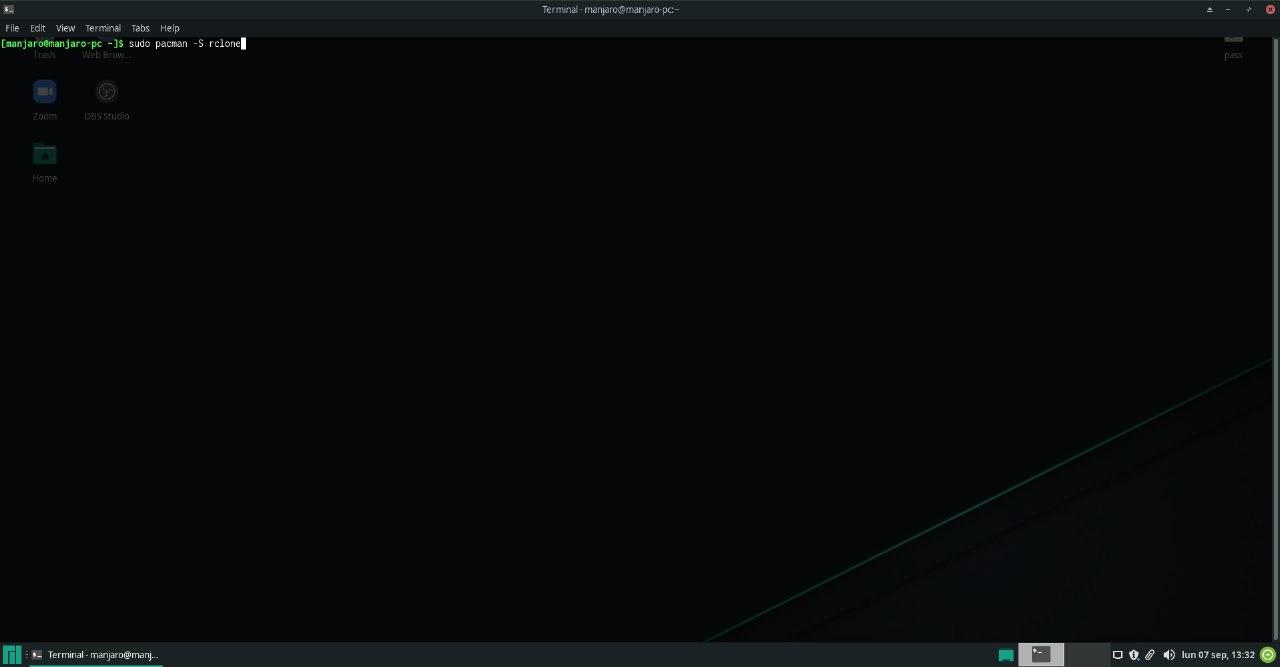 Terminal - manjaro@manjaro-pc:~
File Edit View Terminal Tabs Help
[manjaro@manjaro-pc ~]$ sudo pacman -S rclone
Trash Web Brow... pass
Zoom OBS Studio
Home
Terminal - manjaro@manj... lun 07 sep, 13:32